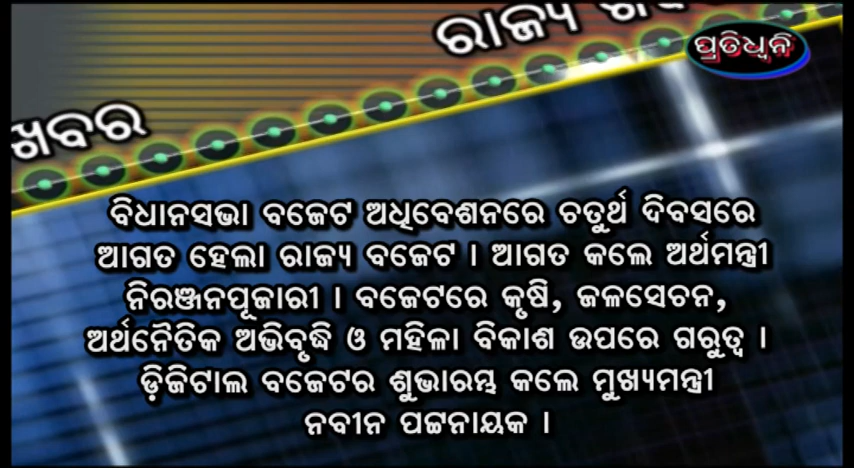 ରାଜ୍ୟ
ପ୍ରତିଧ୍ୱନି
ଖବର
ବିଧାନସଭା ବଜେଟ ଅଧିବେଶନରେ ଚତୁର୍ଥ ଦିବସରେ
ଆଗତ ହେଲା ରାଜ୍ୟ ବଜେଟ । ଆଗତ କଲେ ଅର୍ଥମନ୍ତ୍ରୀ
ନିରଞ୍ଜନପୂଜାରୀ । ବଜେଟରେ କୃଷି, ଜଳସେଚନ,
ଅର୍ଥନୈତିକ ଅଭିବୃଦ୍ଧି ଓ ମହିଳା ବିକାଶ ଉପରେ ଗରୁତ୍ୱ ।
ଡ଼ିଜିଟାଲ ବଜେଟର ଶୁଭାରମ୍ଭ କଲେ ମୁଖ୍ୟମନ୍ତ୍ରୀ
ନବୀନ ପଟ୍ଟନାୟକ ।